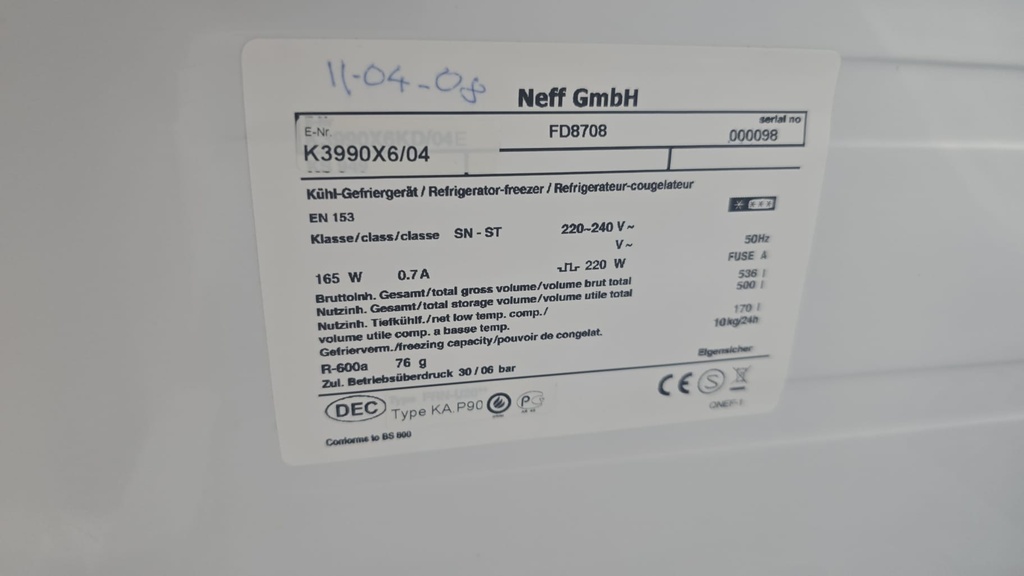 11-04-08
Neff GmbH
E-Nr. FD8708 serial no
K3990X6/04 000098
Kühl-Gefriergerät / Refrigerator-freezer / Refrigerateur-cougelateur
EN 153
Klasse/class/classe SN - ST 220~240 V~
V~
50Hz
165 W 0.7 A 220 W FUSE A
Bruttoinh. Gesamt/total gross volume/volume brut total 536 l
Nutzinh. Gesamt/total storage volume/volume utile total 500 l
Nutzinh. Tiefkühlf./net low temp. comp./
volume utile comp. a basse temp. 170 l
Gefrierverm./freezing capacity/pouvoir de congelat. 10kg/24h
R-600a 76 g Eigensicher
Zul. Betriebsüberdruck 30 / 06 bar
DEC Type KA.P90 CE S
Conforms to BS 800